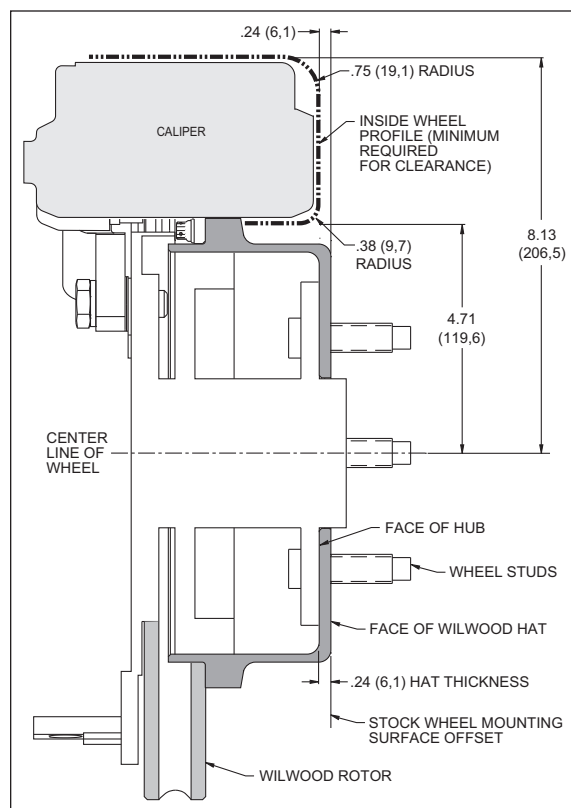 .24 (6,1)
.75 (19,1) RADIUS
CALIPER
INSIDE WHEEL
PROFILE (MINIMUM
REQUIRED
FOR CLEARANCE)
8.13
(206,5)
.38 (9,7)
RADIUS
4.71
(119,6)
CENTER
LINE OF
WHEEL
FACE OF HUB
WHEEL STUDS
FACE OF WILWOOD HAT
.24 (6,1) HAT THICKNESS
STOCK WHEEL MOUNTING
SURFACE OFFSET
WILWOOD ROTOR